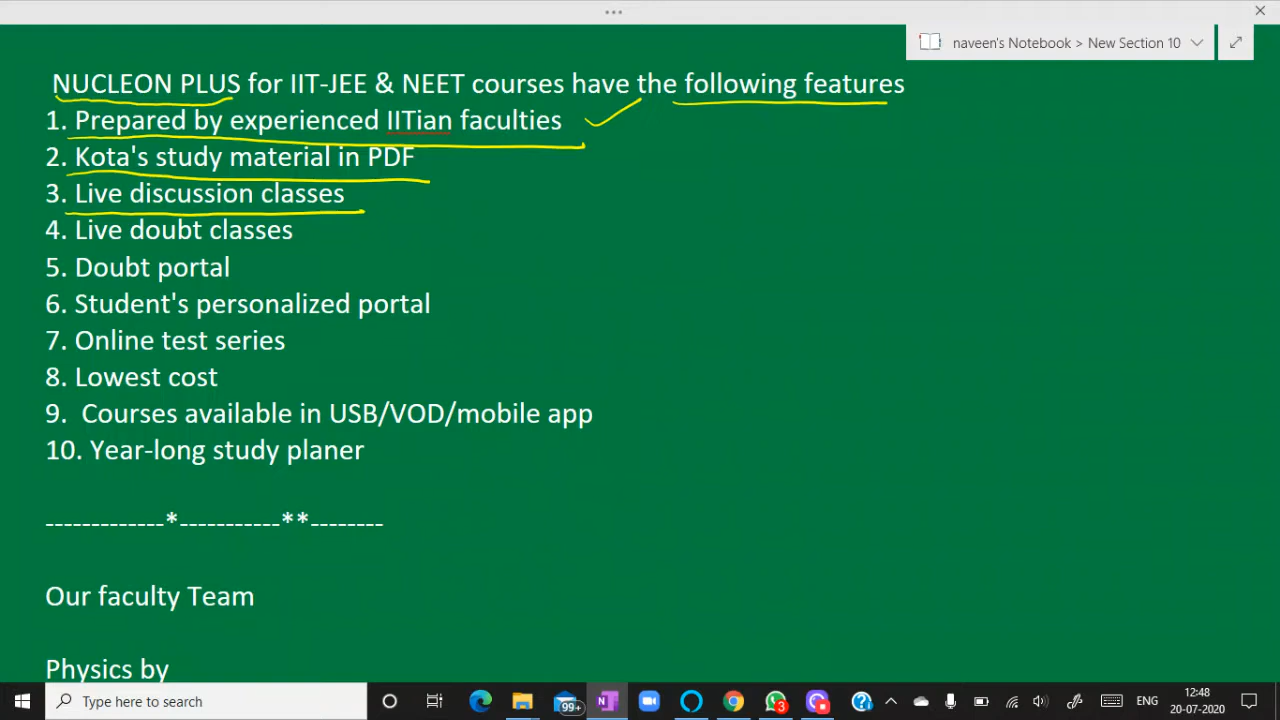 naveen's Notebook > New Section 10
NUCLEON PLUS for IIT-JEE & NEET courses have the following features
1. Prepared by experienced IITian faculties
2. Kota's study material in PDF
3. Live discussion classes
4. Live doubt classes
5. Doubt portal
6. Student's personalized portal
7. Online test series
8. Lowest cost
9. Courses available in USB/VOD/mobile app
10. Year-long study planer
-------------*-----------**--------
Our faculty Team
Physics by
Type here to search
99+
3
ENG
12:48
20-07-2020